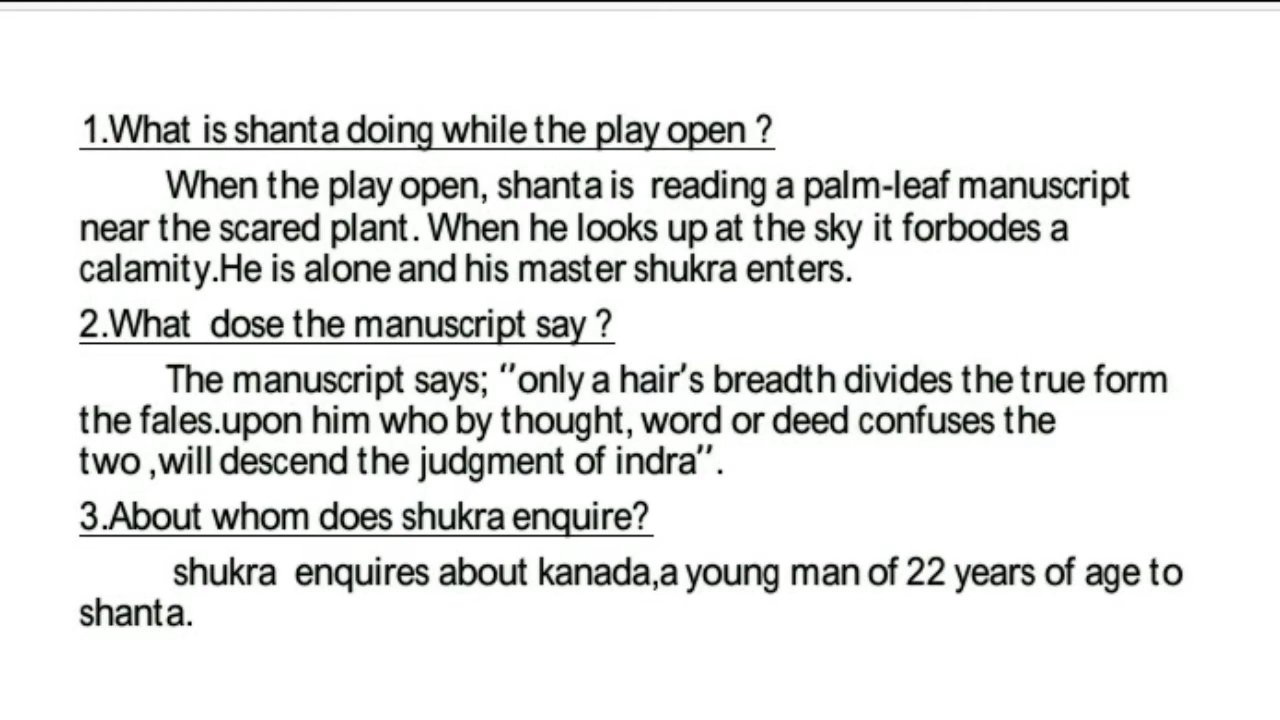 1.What is shanta doing while the play open ?
When the play open, shanta is reading a palm-leaf manuscript
near the scared plant. When he looks up at the sky it forbodes a
calamity.He is alone and his master shukra enters.
2.What dose the manuscript say ?
The manuscript says; "only a hair's breadth divides the true form
the fales.upon him who by thought, word or deed confuses the
two ,will descend the judgment of indra".
3.About whom does shukra enquire?
shukra enquires about kanada,a young man of 22 years of age to
shanta.